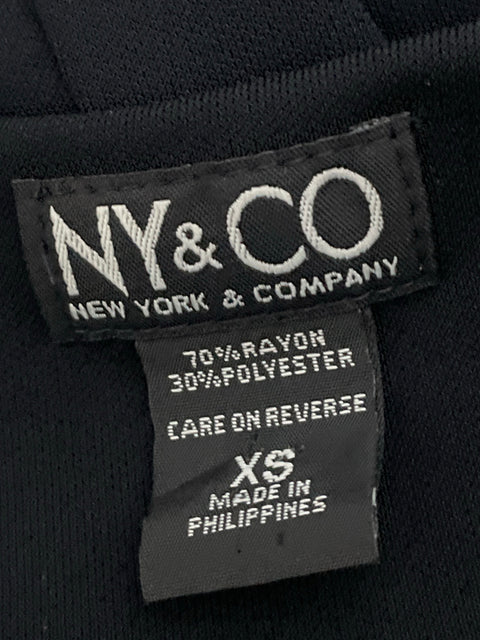 NY&CO
NEW YORK & COMPANY
70%RAYON
30%POLYESTER
CARE ON REVERSE
XS
MADE IN
PHILIPPINES